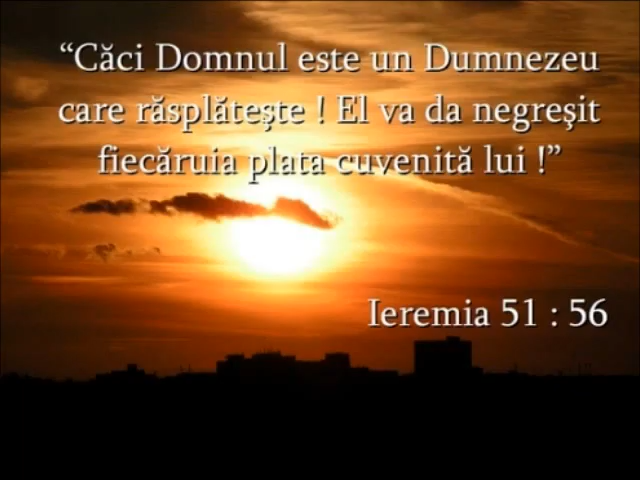 “Căci Domnul este un Dumnezeu
care răsplăteşte ! El va da negreşit
fiecăruia plata cuvenită lui !”
Ieremia 51 : 56